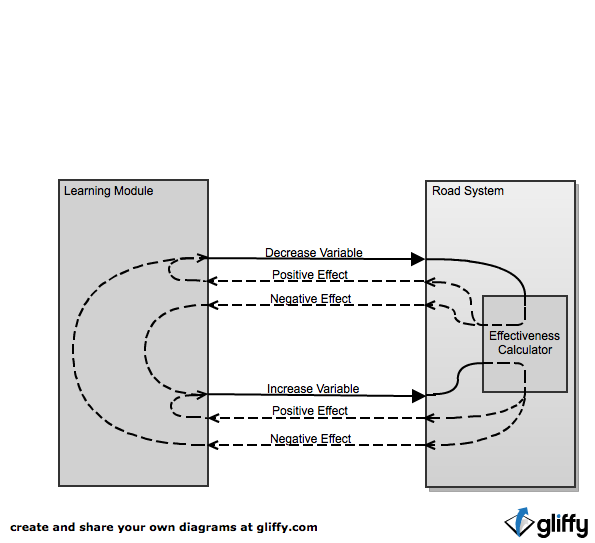 Learning Module
Road System
Decrease Variable
Positive Effect
Negative Effect
Effectiveness
Calculator
Increase Variable
Positive Effect
Negative Effect
create and share your own diagrams at gliffy.com
gliffy